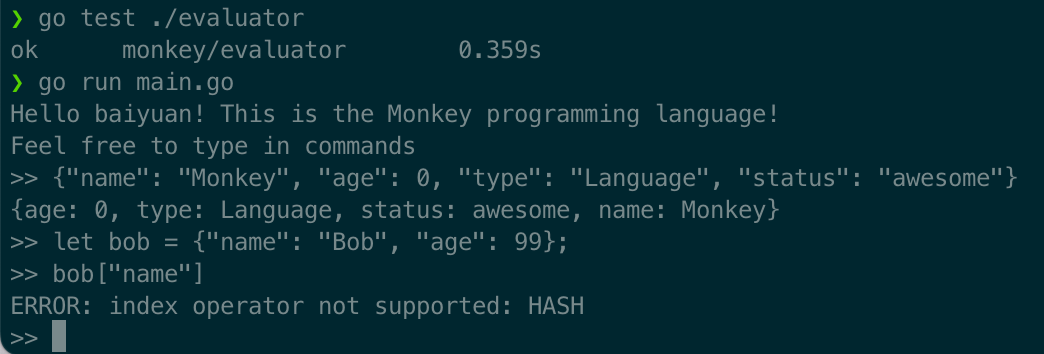 ❯ go test ./evaluator
ok      monkey/evaluator        0.359s
❯ go run main.go
Hello baiyuan! This is the Monkey programming language!
Feel free to type in commands
>> {"name": "Monkey", "age": 0, "type": "Language", "status": "awesome"}
{age: 0, type: Language, status: awesome, name: Monkey}
>> let bob = {"name": "Bob", "age": 99};
>> bob["name"]
ERROR: index operator not supported: HASH
>>